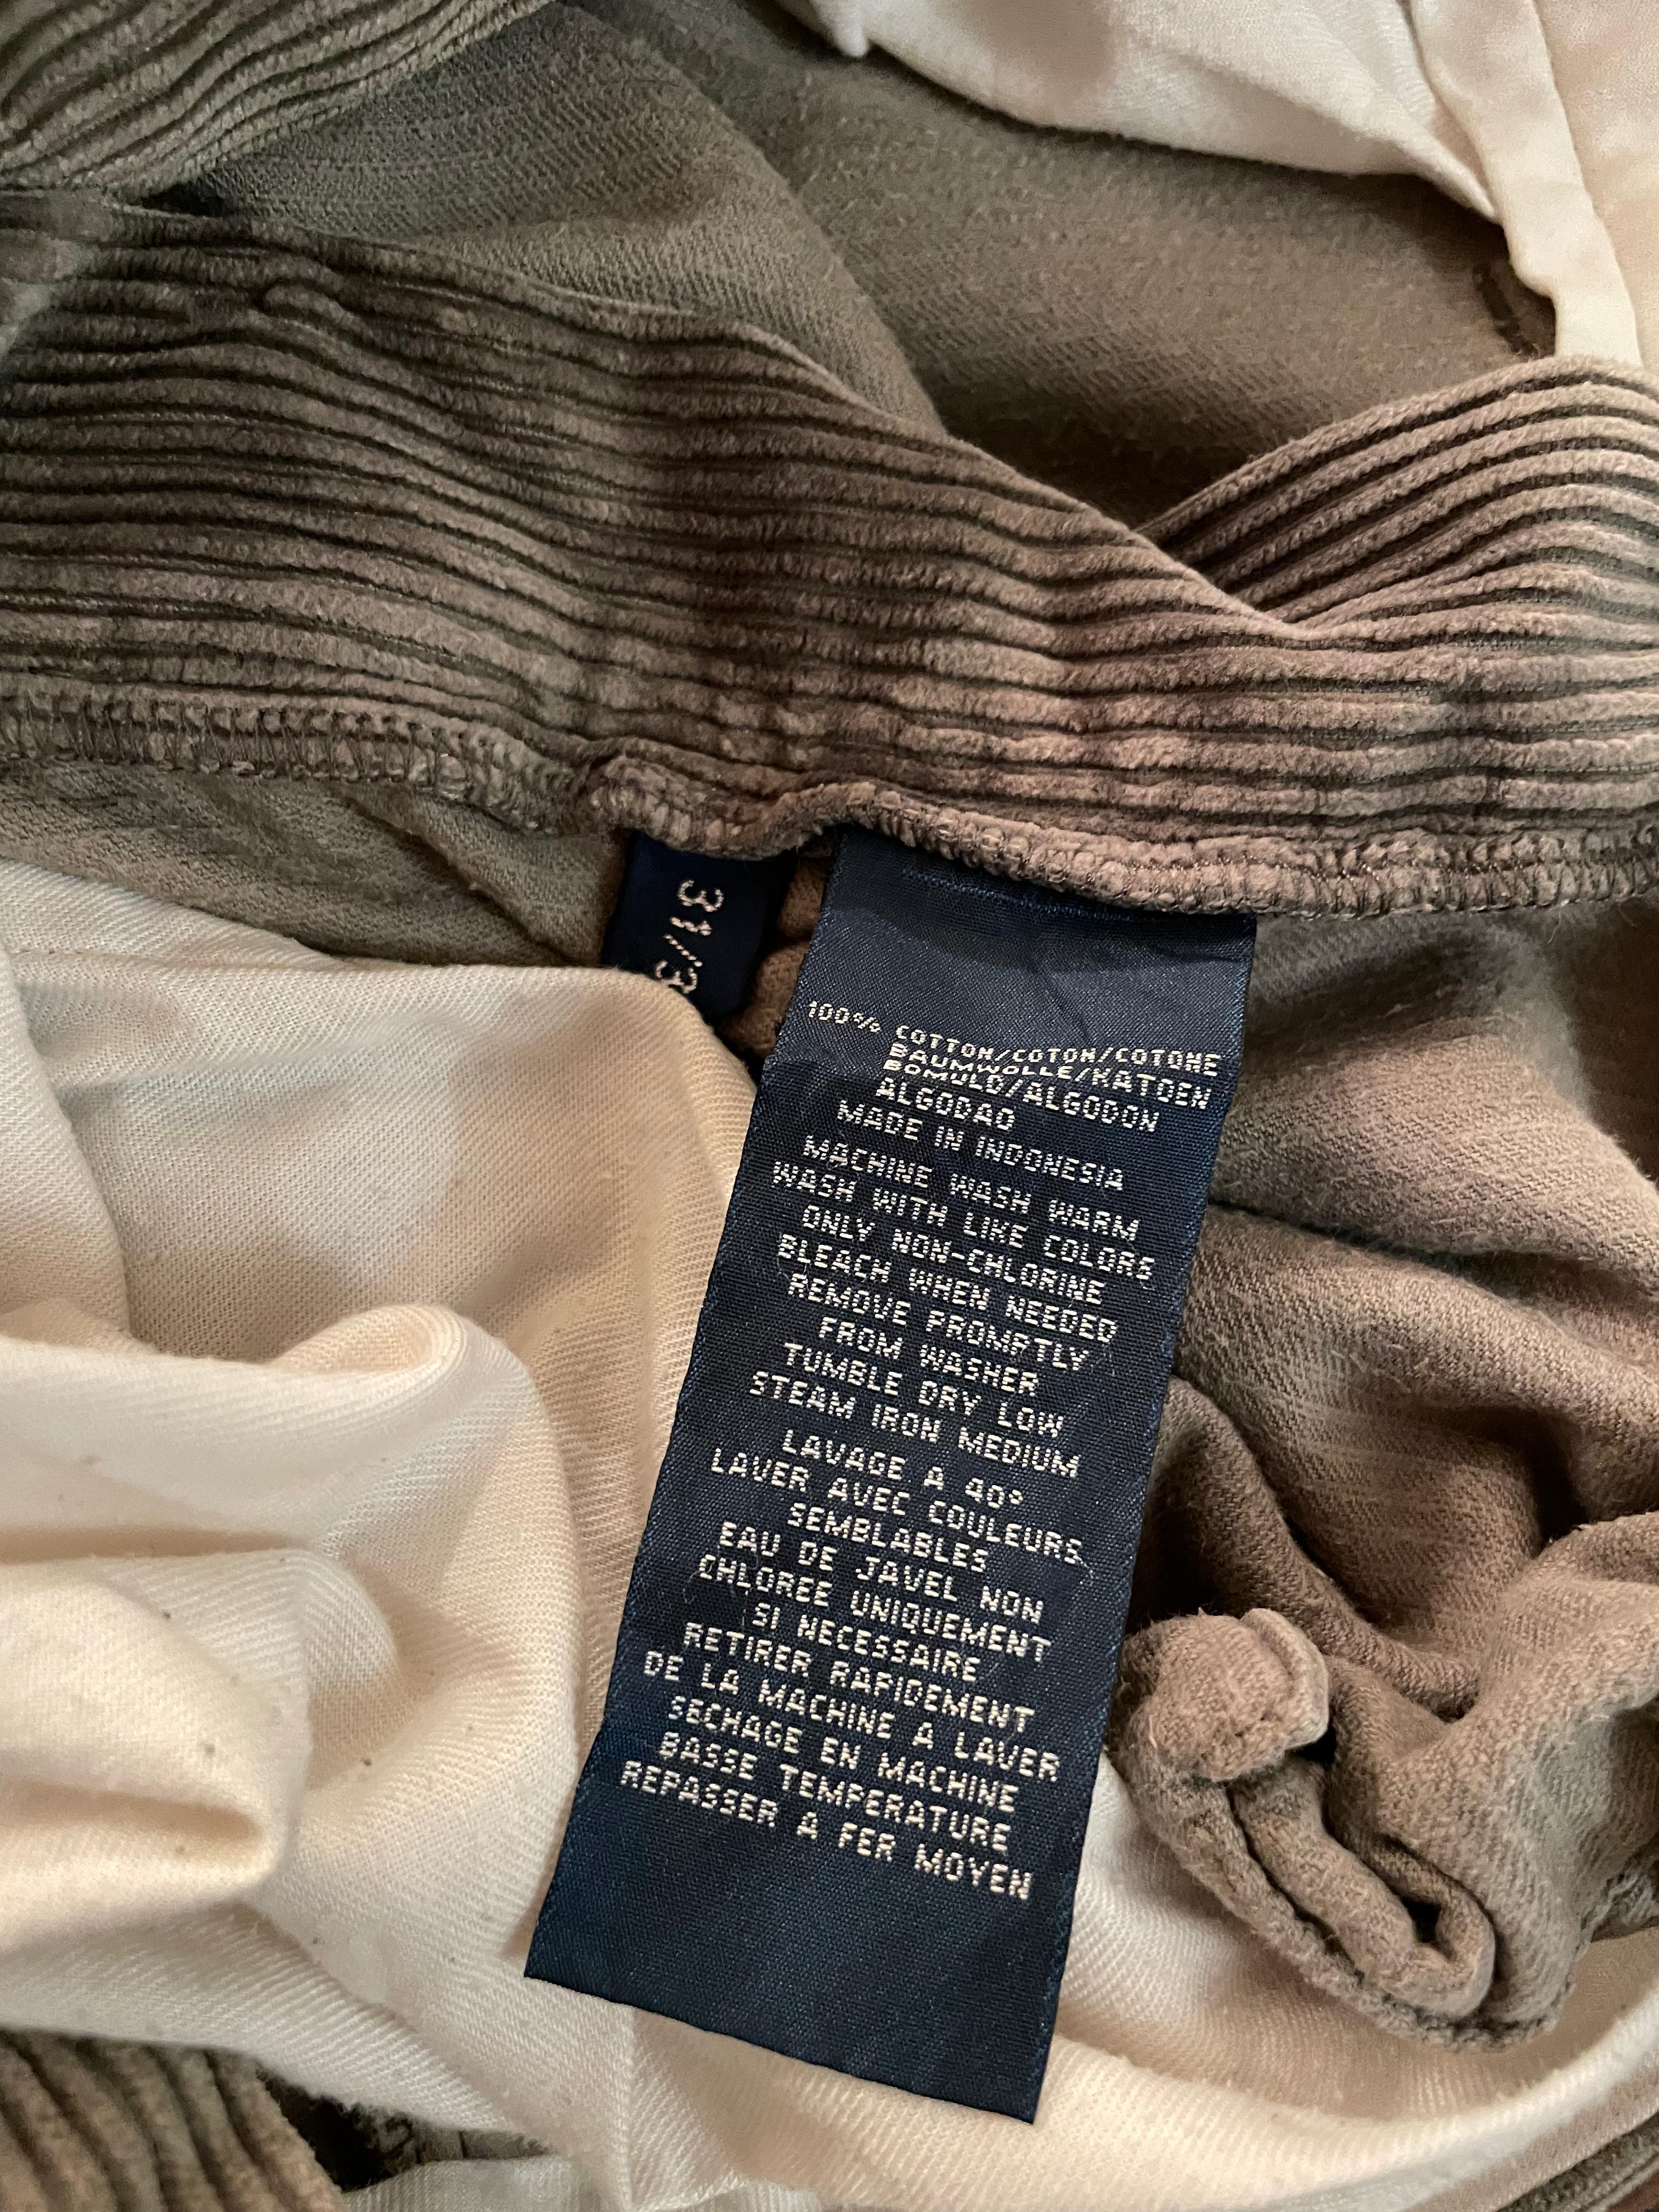 31/3
100% COTTON/COTON/COTONE
BAUMWOLLE/KATOEN
BOMULD/ALGODON
ALGODAO
MADE IN INDONESIA
MACHINE WASH WARM
WASH WITH LIKE COLORS
ONLY NON-CHLORINE
BLEACH WHEN NEEDED
REMOVE PROMPTLY
FROM WASHER
TUMBLE DRY LOW
STEAM IRON MEDIUM
LAVAGE A 40°
LAVER AVEC COULEURS
SEMBLABLES
EAU DE JAVEL NON
CHLOREE UNIQUEMENT
SI NECESSAIRE
RETIRER RAPIDEMENT
DE LA MACHINE A LAVER
SECHAGE EN MACHINE
BASSE TEMPERATURE
REPASSER A FER MOYEN